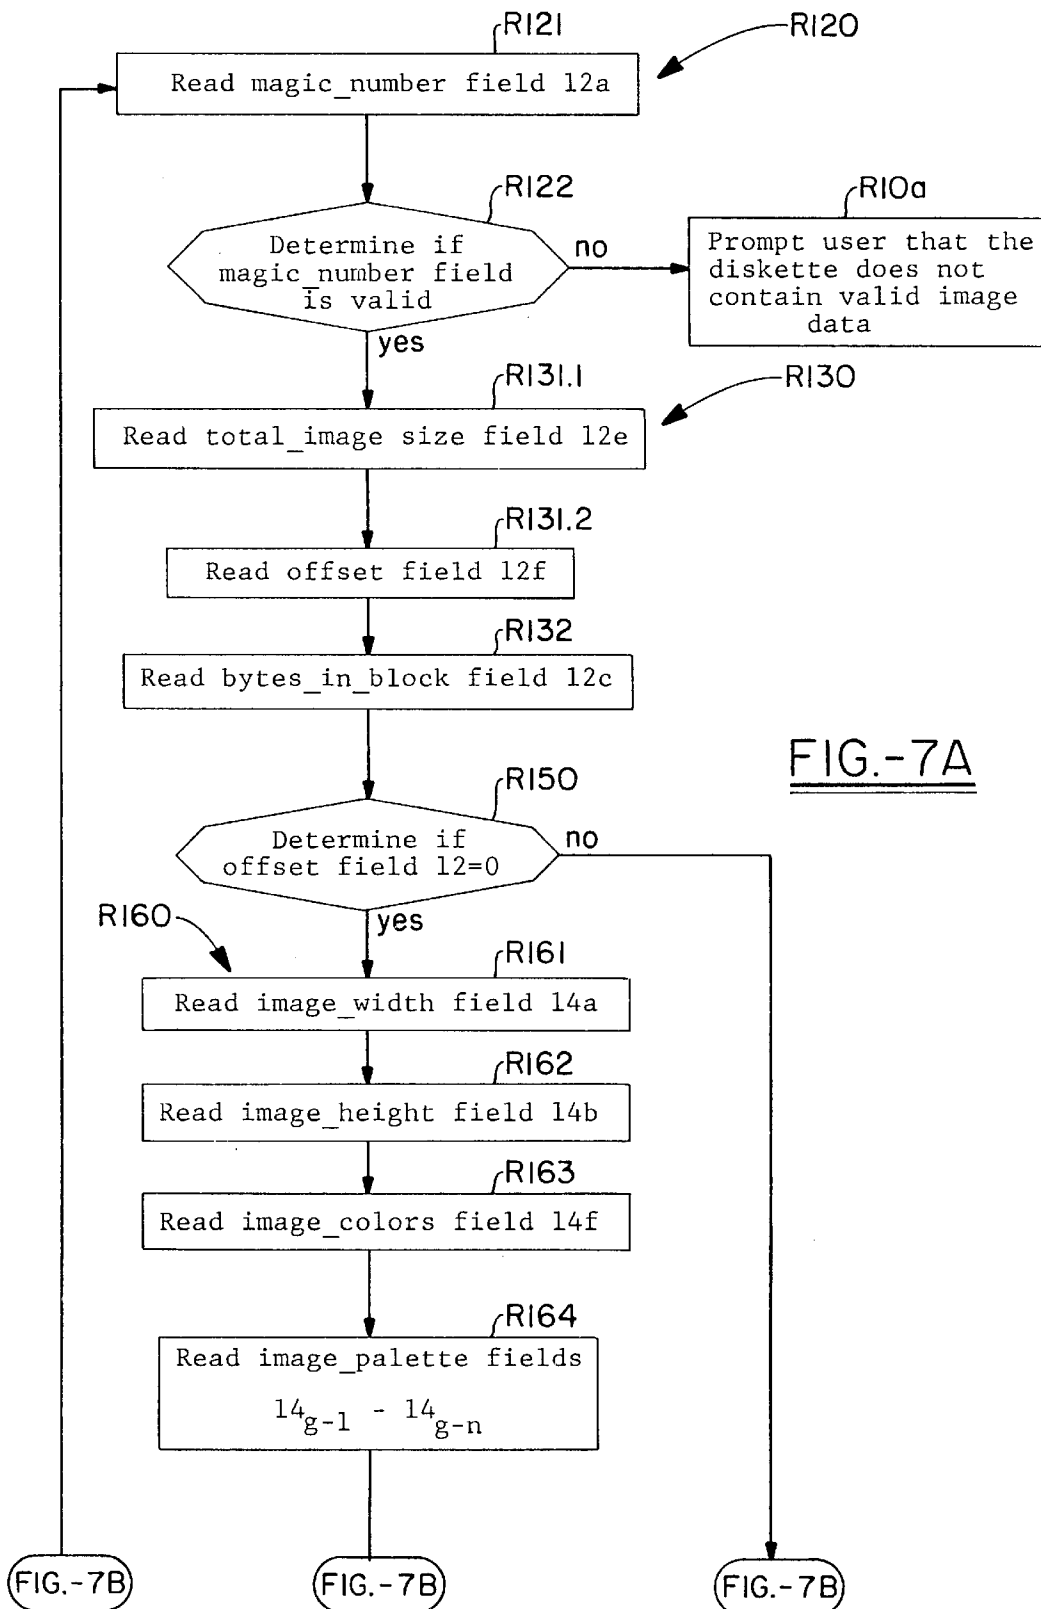 R121
R120
Read magic_number field 12a
R122
Determine if
magic_number field
is valid
no
yes
R10a
Prompt user that the
diskette does not
contain valid image
data
R131.1
R130
Read total_image size field 12e
R131.2
Read offset field 12f
R132
Read bytes_in_block field 12c
FIG.-7A
R150
Determine if
offset field 12=0
no
yes
R160
R161
Read image_width field 14a
R162
Read image_height field 14b
R163
Read image_colors field 14f
R164
Read image_palette fields
14g-1 - 14g-n
FIG.-7B
FIG.-7B
FIG.-7B